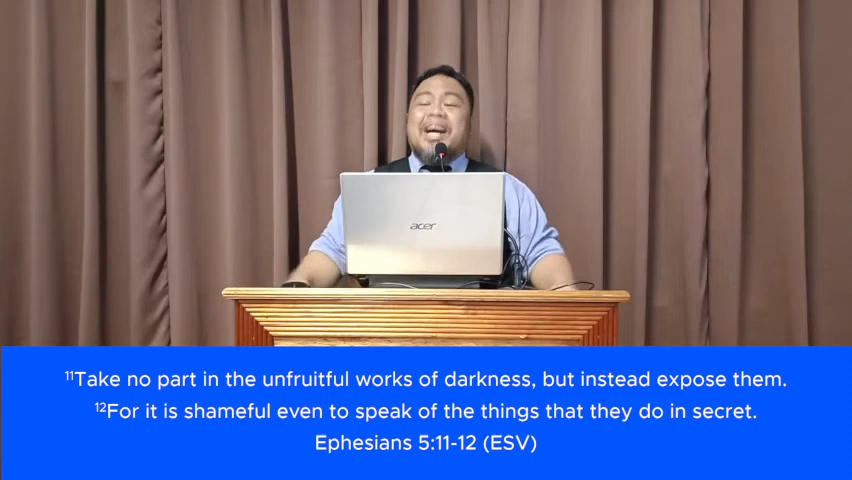 acer
¹¹Take no part in the unfruitful works of darkness, but instead expose them.
¹²For it is shameful even to speak of the things that they do in secret.
Ephesians 5:11-12 (ESV)